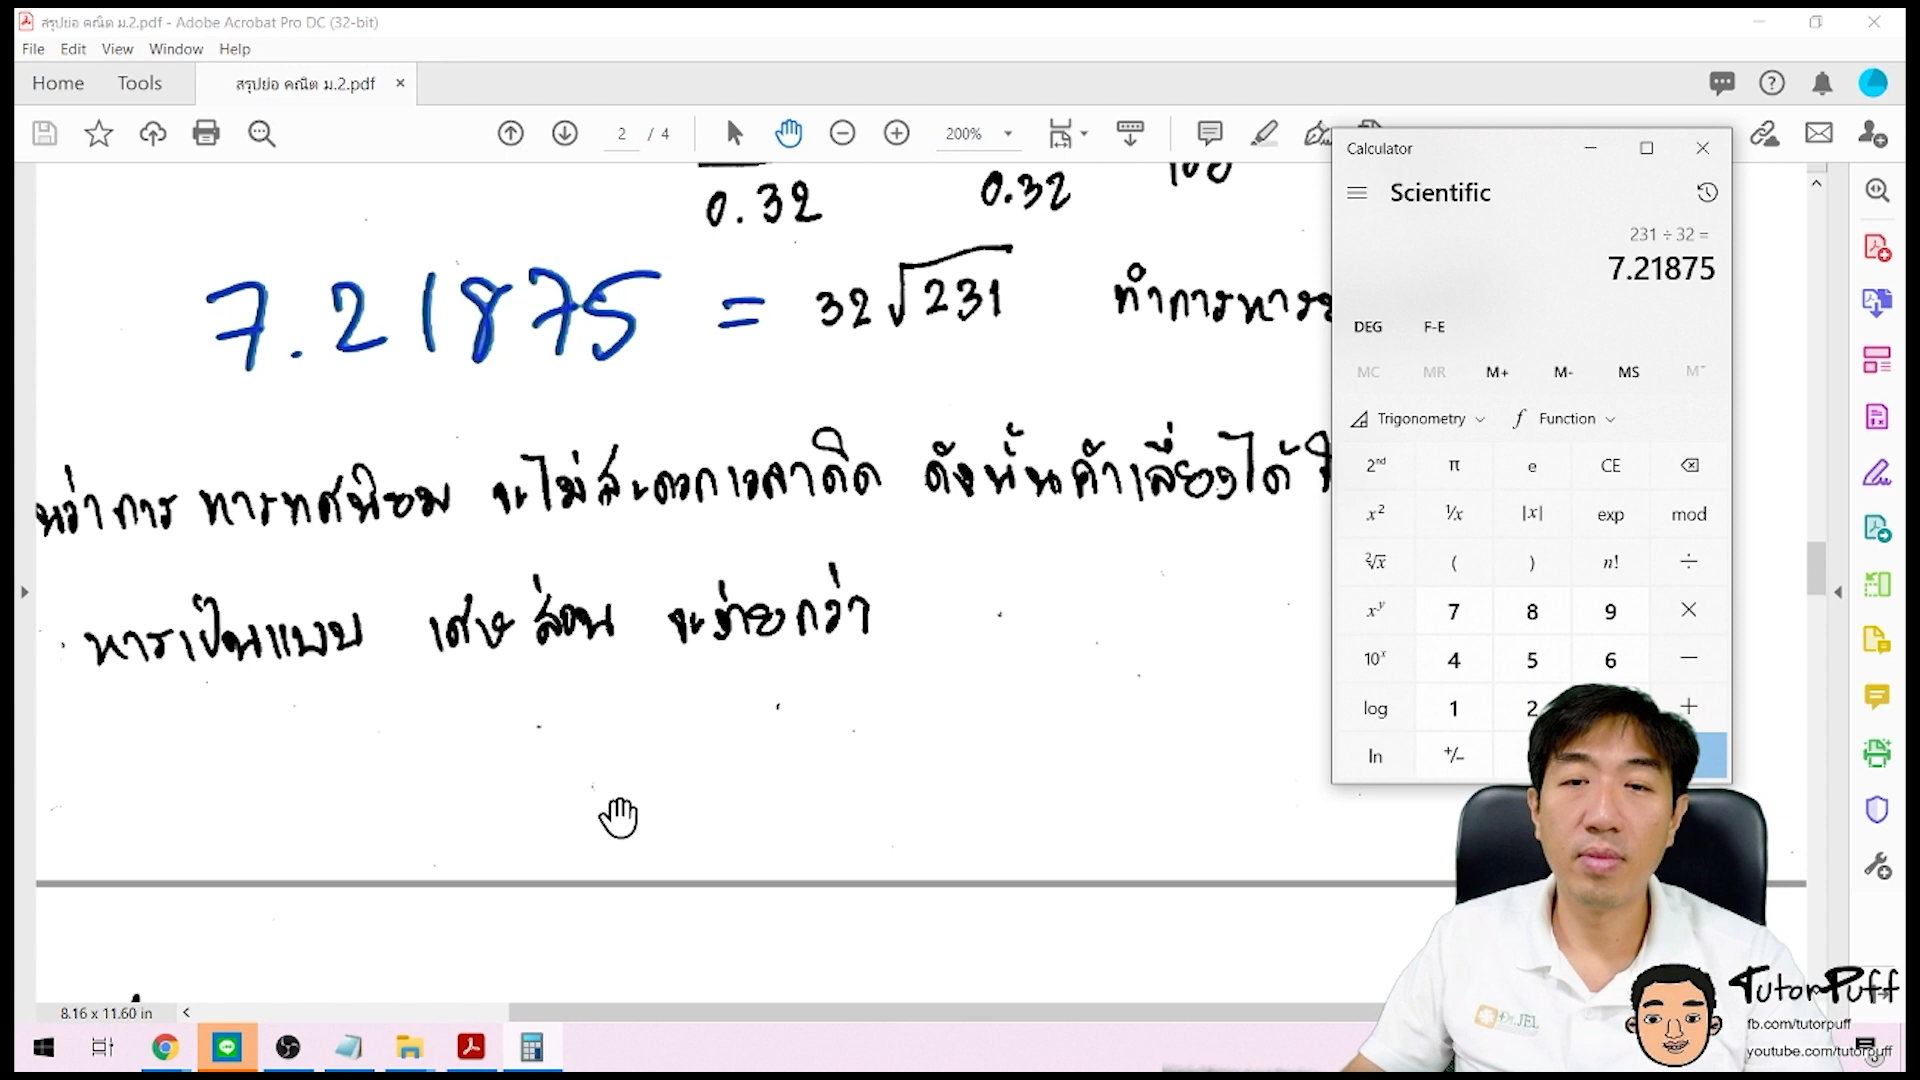 สรุปย่อ คณิต ม.2.pdf - Adobe Acrobat Pro DC (32-bit)
File Edit View Window Help
Home Tools สรุปย่อ คณิต ม.2.pdf ×
2 / 4 200%
0.32 0.32
7.21875 = 32√231 ทำการหาร
ว่าการ หารทศนิยม จะไม่สะดวกเวลาคิด ดังนั้นถ้าเลี่ยงได้
หารเป็นแบบ เศษส่วน จะง่ายกว่า
8.16 x 11.60 in
Calculator
Scientific
231 ÷ 32 =
7.21875
DEG F-E
MC MR M+ M- MS M˅
Trigonometry Function
2ⁿᵈ π e CE
x² ¹/x |x| exp mod
²√x ( ) n! ÷
xʸ 7 8 9 ×
10ˣ 4 5 6 −
log 1 2 +
ln +/−
Dr.JEL
TutorPuff
fb.com/tutorpuff
youtube.com/tutorpuff